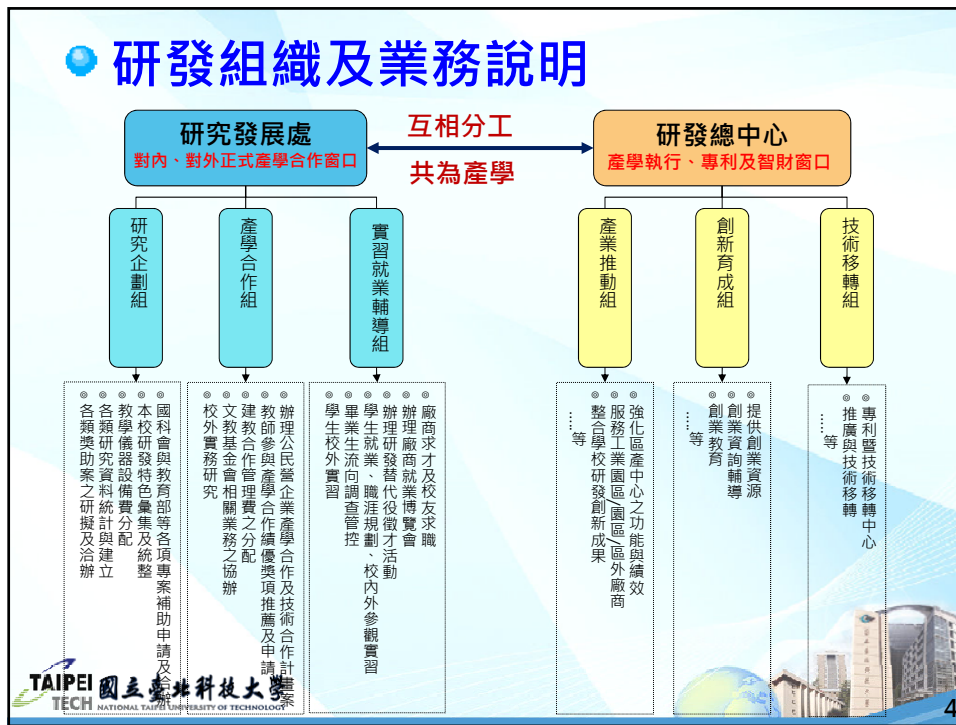 研發組織及業務說明
研究發展處
對內、對外正式產學合作窗口
互相分工
共為產學
研發總中心
產學執行、專利及智財窗口
研究企劃組
產學合作組
實習就業輔導組
產業推動組
創新育成組
技術移轉組
◎ 國科會與教育部等各項專案補助申請及洽辦
◎ 本校研發特色彙集及統整
◎ 教學儀器設備費分配
◎ 各類研究資料統計與建立
◎ 各類獎助案之研擬及洽辦
◎ 辦理公民營企業產學合作及技術合作計畫案
◎ 教師參與產學合作績優獎項推薦及申請
◎ 建教合作管理費之分配
◎ 文教基金會相關業務之協辦
◎ 校外實務研究
◎ 廠商求才及校友求職
◎ 辦理廠商就業博覽會
◎ 辦理研發替代役徵才活動
◎ 學生就業、職涯規劃、校內外參觀實習
◎ 畢業生流向調查管控
◎ 學生校外實習
◎ 強化區產中心之功能與績效
◎ 服務工業園區/園區/區外廠商
◎ 整合學校研發創新成果
……等
◎ 提供創業資源
◎ 創業資詢輔導
◎ 創業教育
……等
◎ 專利暨技術移轉中心
◎ 推廣與技術移轉
……等
TAIPEI TECH
國立臺北科技大學
NATIONAL TAIPEI UNIVERSITY OF TECHNOLOGY
4